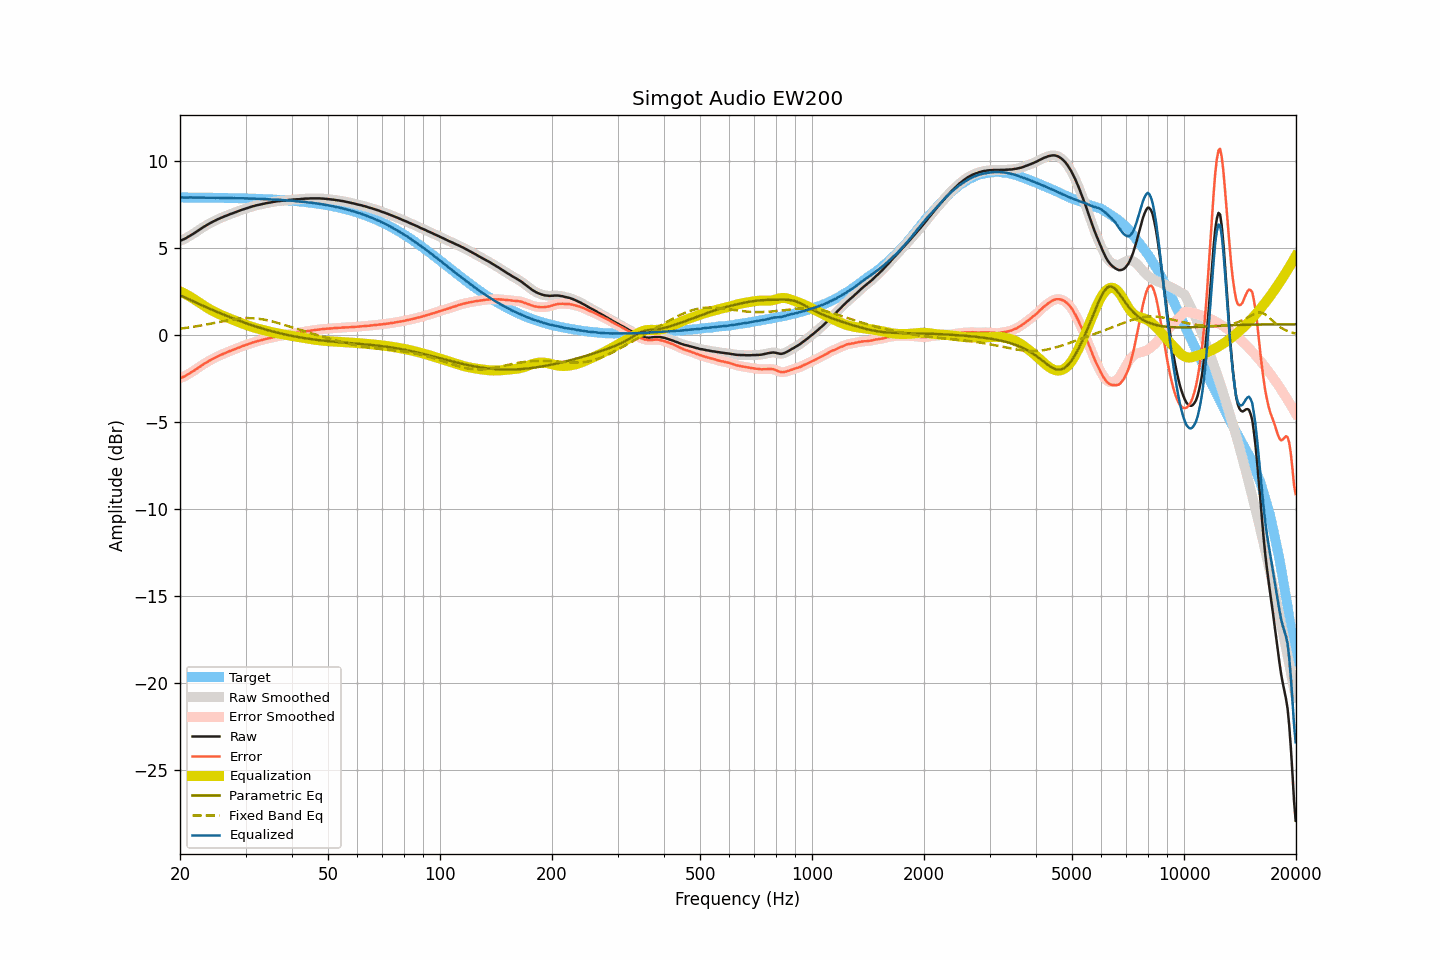 Simgot Audio EW200
Amplitude (dBr)
10
5
0
−5
−10
−15
−20
−25
Target
Raw Smoothed
Error Smoothed
Raw
Error
Equalization
Parametric Eq
Fixed Band Eq
Equalized
20 50 100 200 500 1000 2000 5000 10000 20000
Frequency (Hz)